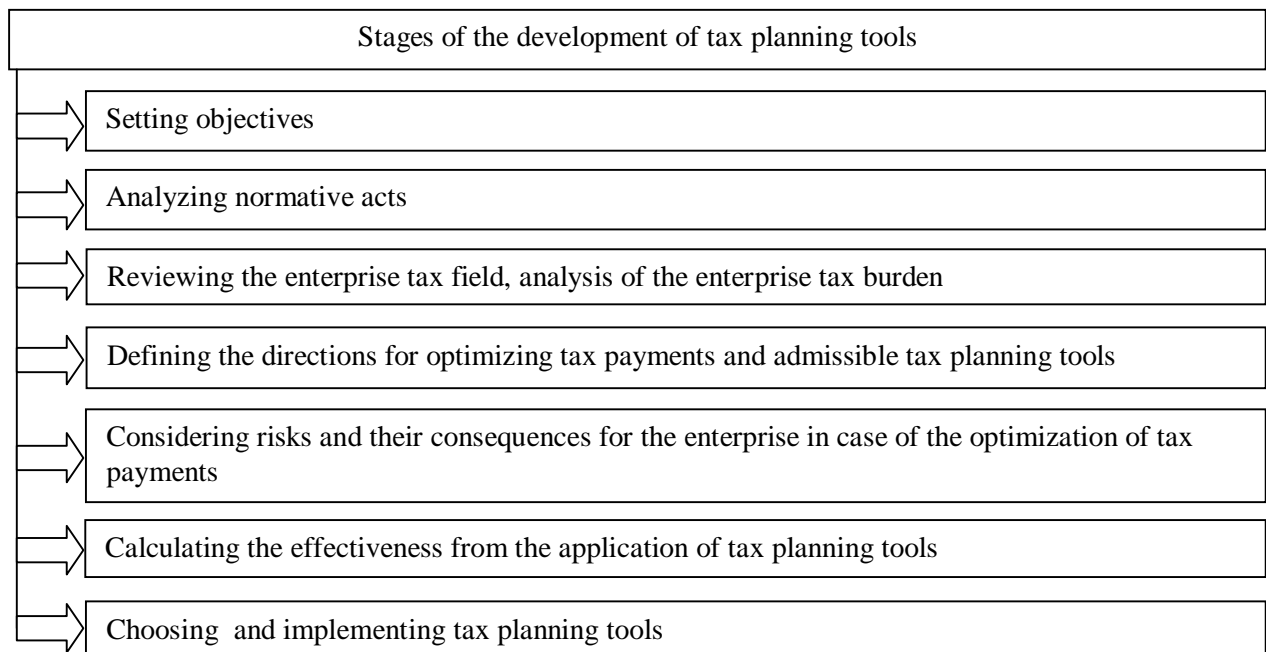 Stages of the development of tax planning tools
Setting objectives
Analyzing normative acts
Reviewing the enterprise tax field, analysis of the enterprise tax burden
Defining the directions for optimizing tax payments and admissible tax planning tools
Considering risks and their consequences for the enterprise in case of the optimization of tax
payments
Calculating the effectiveness from the application of tax planning tools
Choosing  and implementing tax planning tools